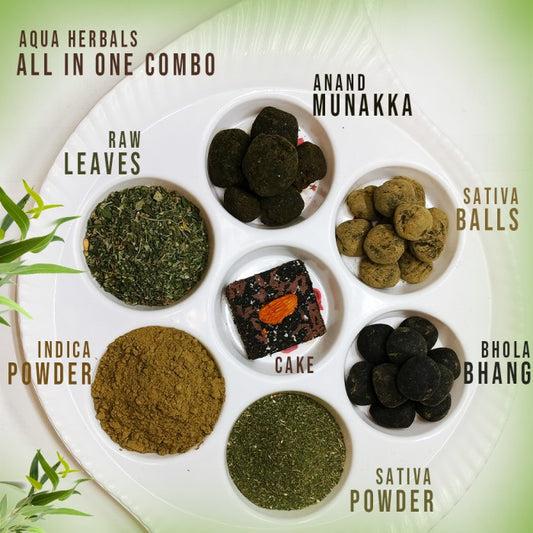 AQUA HERBALS
ALL IN ONE COMBO
ANAND
MUNAKKA
RAW
LEAVES
SATIVA
BALLS
INDICA
POWDER
CAKE
BHOLA
BHANG
SATIVA
POWDER